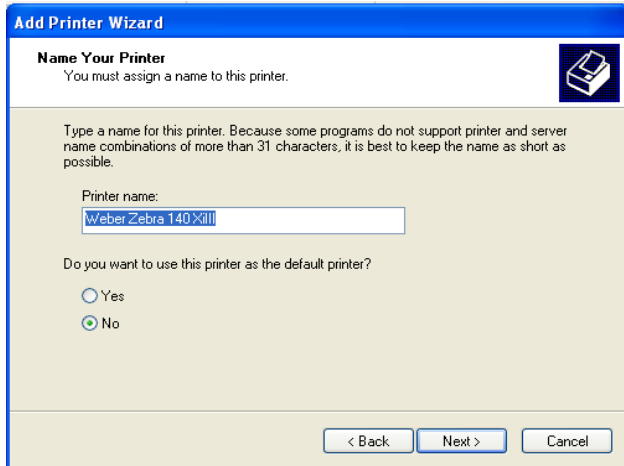 Add Printer Wizard
Name Your Printer
You must assign a name to this printer.
Type a name for this printer. Because some programs do not support printer and server
name combinations of more than 31 characters, it is best to keep the name as short as
possible.
Printer name:
Weber Zebra 140 XiIII
Do you want to use this printer as the default printer?
Yes
No
< Back
Next >
Cancel